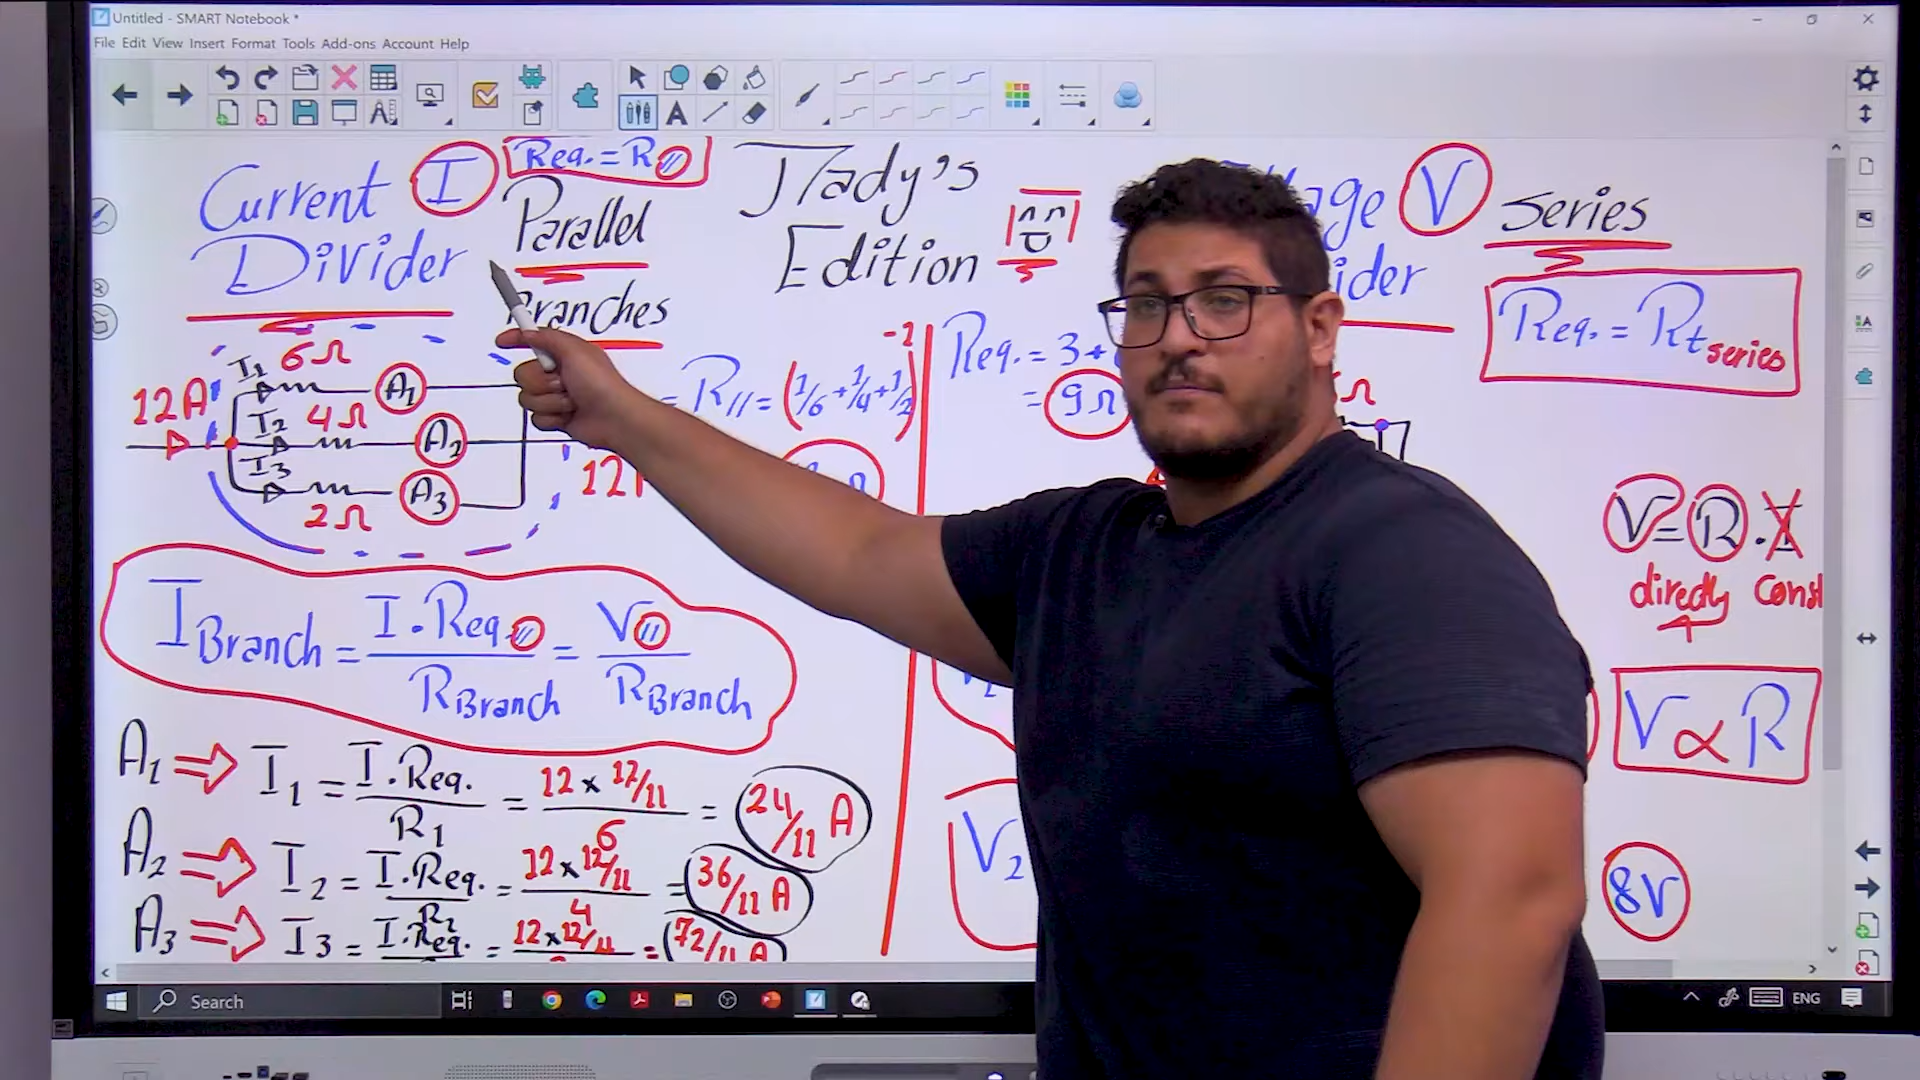 Untitled - SMART Notebook *
File Edit View Insert Format Tools Add-ons Account Help
Current I
Divider
Req. = R//
Parallel
Branches
Edition
V Series
Req. = Rt series
12A
I1 6Ω A1
I2 4Ω A2
I3 2Ω A3
= R// = (1/6 + 1/4 + 1/2)
Req. = 3+
= 9Ω
V = R . I
directly Const
V ∝ R
I Branch = I . Req. // / R Branch = V // / R Branch
A1 ⇒ I1 = I . Req. / R1 = 12 × 12/11 / 6 = 24/11 A
A2 ⇒ I2 = I . Req. / R2 = 12 × 12/11 / 4 = 36/11 A
A3 ⇒ I3 = I . Req. = 12 × 12/11 = 72/11 A
V2
8V
Search
ENG